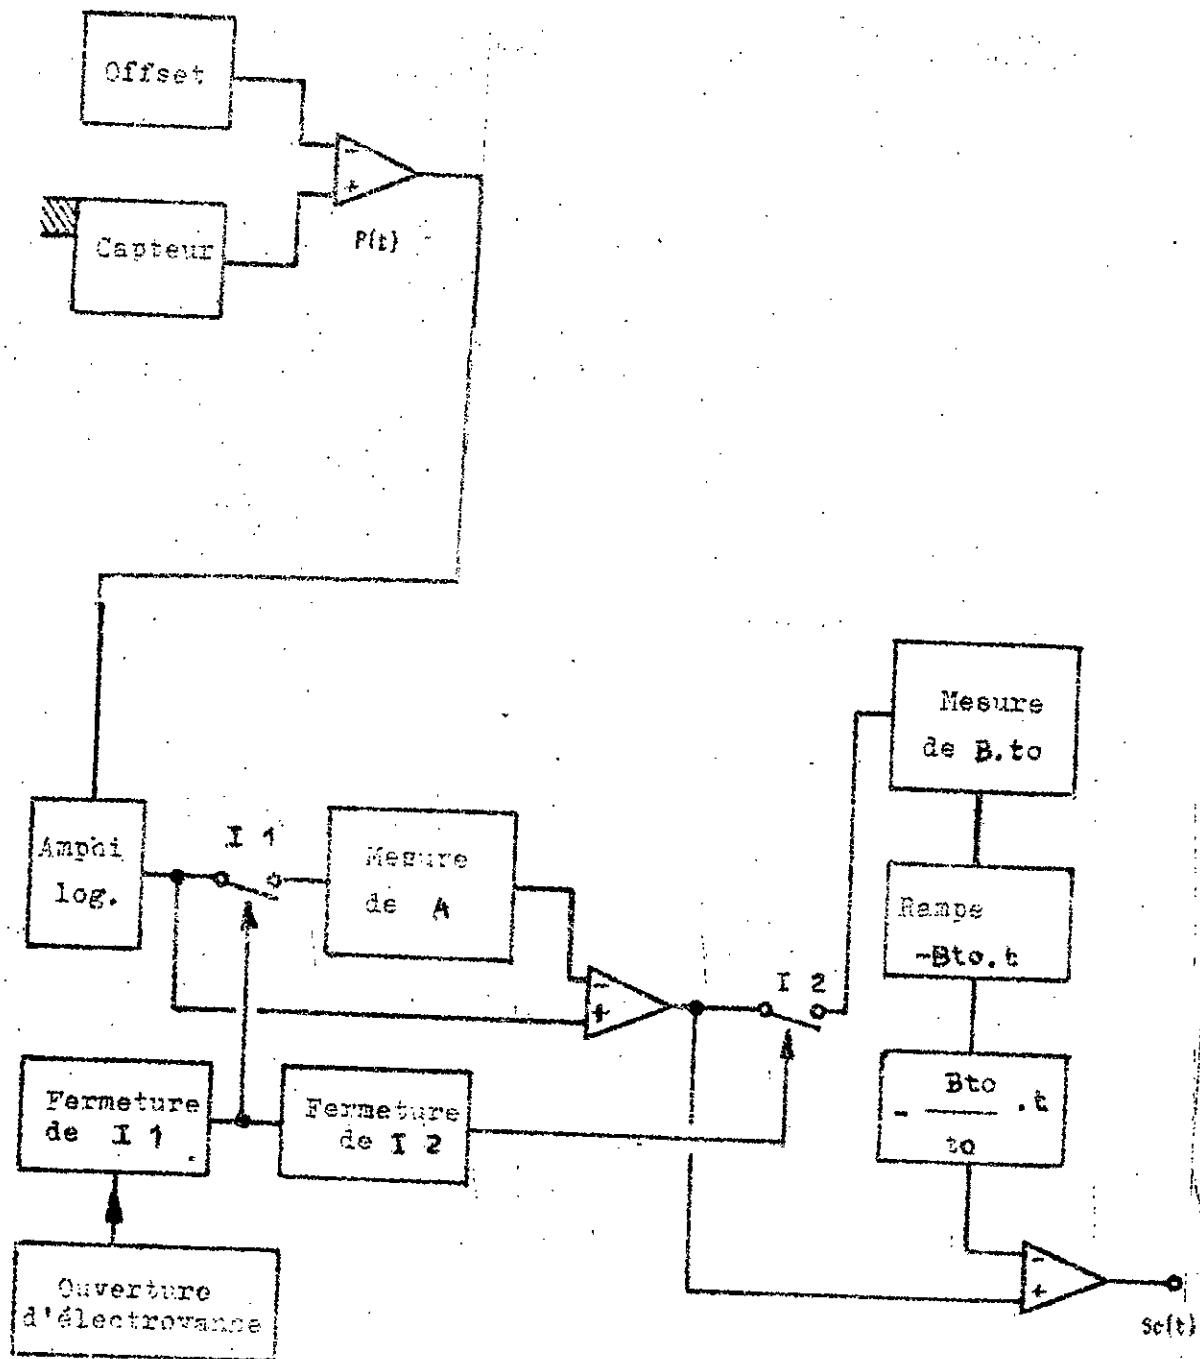 Offset
-
+
Capteur
P(t)
Mesure
de B.to
I 1
Amphi
log.
Mesure
de A
Rampe
-Bto.t
I 2
-
+
Fermeture
de I 1
Fermeture
de I 2
Bto
- .t
to
Ouverture
d'électrovanne
-
+
Sc(t)